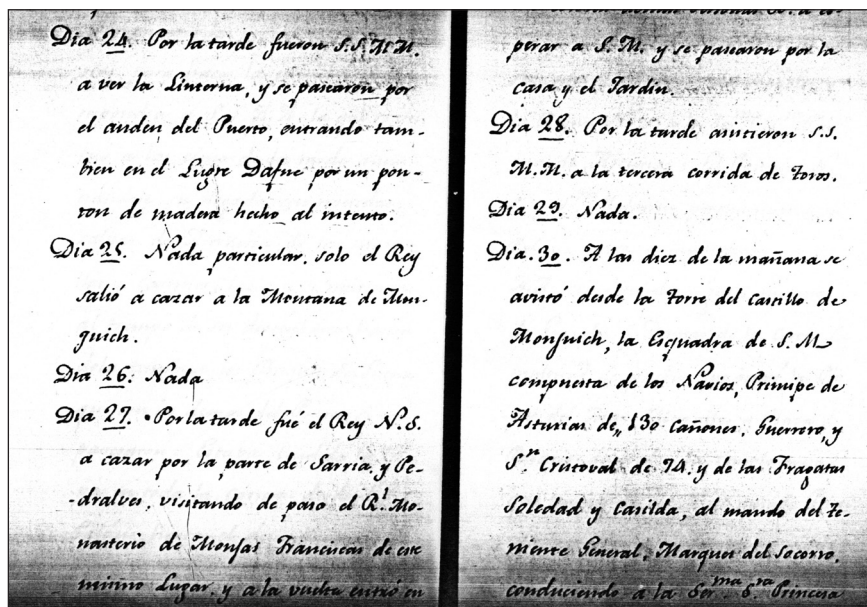 Dia 24. Por la tarde fueron S.S. M.M.
a ver la Linterna, y se pasearon por
el anden del Puerto, entrando tam-
bien en el Lugre Dafne por un pon-
ton de madera hecho al intento.
Dia 25. Nada particular, solo el Rey
salió a cazar a la Montana de Mon-
guich.
Dia 26. Nada
Dia 27. Por la tarde fué el Rey N.S.
a cazar por la parte de Sarria, y Pe-
-dralves, visitando de paso el R.l Mo-
nasterio de Monjas Franciscas de este
mismo Lugar, y a la vuelta entró en
perar a S. M. y se pasearon por la
casa y el Jardin.
Dia 28. Por la tarde asistieron S.S.
M.M. a la tercera corrida de Toros.
Dia 29. Nada.
Dia. 30. A las diez de la mañana se
avistó desde la Torre del Castillo de
Monjuich, la Esquadra de S. M.
compuesta de los Navios, Principe de
Asturias de,, 130 cañones, Guerrero, y
S.n Cristoval de 74. y de las Fragatas
Soledad y Casilda, al mando del Te-
niente General, Marques del Socorro,
conduciendo a la Ser.ma S.ra Princesa